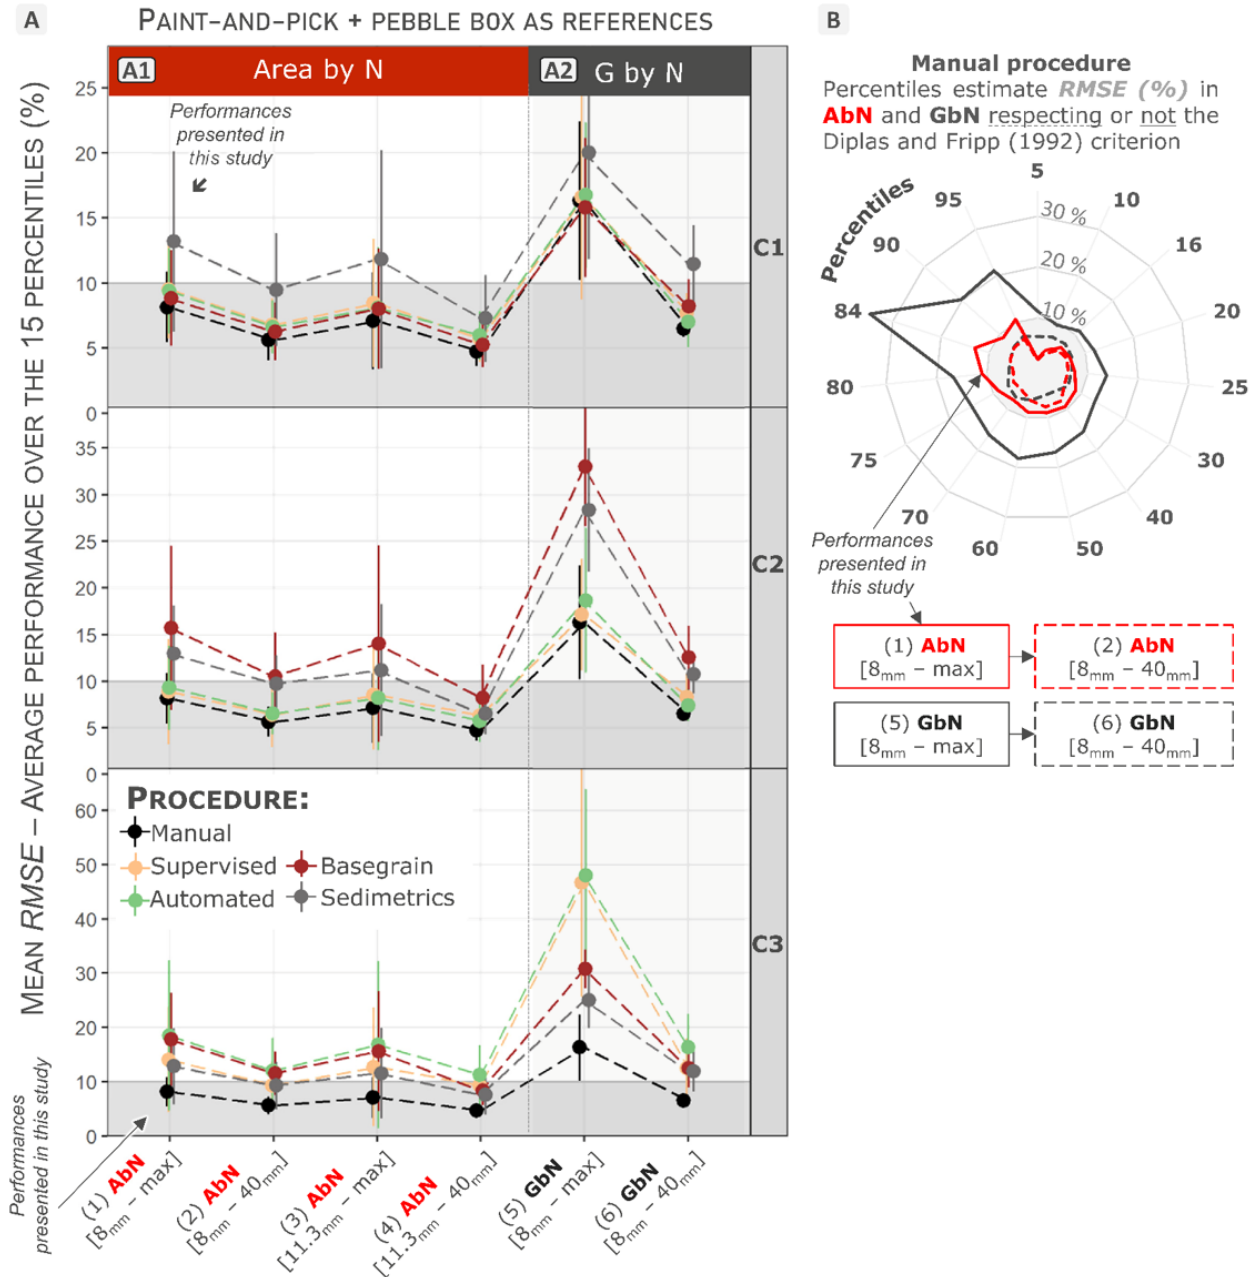 A
PAINT-AND-PICK + PEBBLE BOX AS REFERENCES
MEAN RMSE – AVERAGE PERFORMANCE OVER THE 15 PERCENTILES (%)
A1
Area by N
A2
G by N
Performances
presented in
this study
25
20
15
10
5
0
C1
35
30
25
20
15
10
5
0
C2
60
50
40
30
20
10
0
C3
PROCEDURE:
Manual
Supervised
Basegrain
Automated
Sedimetrics
Performances
presented in this study
(1) AbN
[8mm – max]
(2) AbN
[8mm – 40mm]
(3) AbN
[11.3mm – max]
(4) AbN
[11.3mm – 40mm]
(5) GbN
[8mm – max]
(6) GbN
[8mm – 40mm]
B
Manual procedure
Percentiles estimate RMSE (%) in
AbN and GbN respecting or not the
Diplas and Fripp (1992) criterion
Percentiles
5
10
16
20
25
30
40
50
60
70
75
80
84
90
95
30 %
20 %
10 %
Performances
presented in
this study
(1) AbN
[8mm – max]
(2) AbN
[8mm – 40mm]
(5) GbN
[8mm – max]
(6) GbN
[8mm – 40mm]